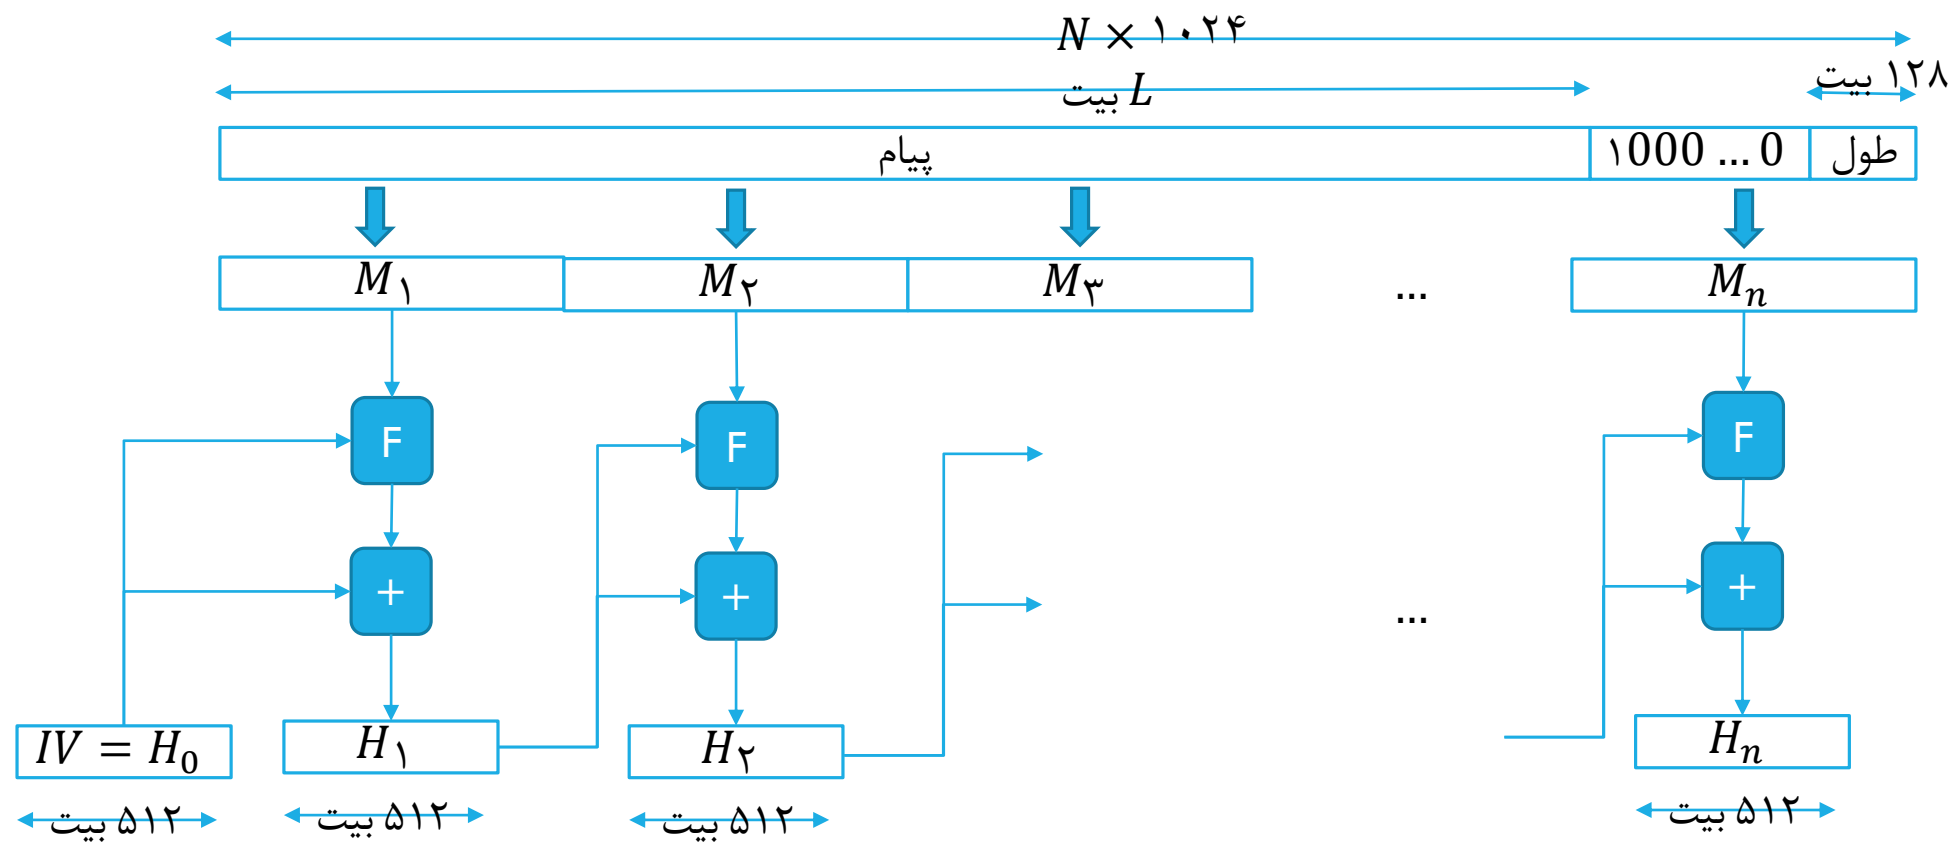 N × ۱۰۲۴
۱۲۸ بیت
L بیت
پیام
۱000 ... 0
طول
M۱
M۲
M۳
...
Mn
F
F
F
+
+
+
...
IV = H0
H۱
H۲
Hn
۵۱۲ بیت
۵۱۲ بیت
۵۱۲ بیت
۵۱۲ بیت